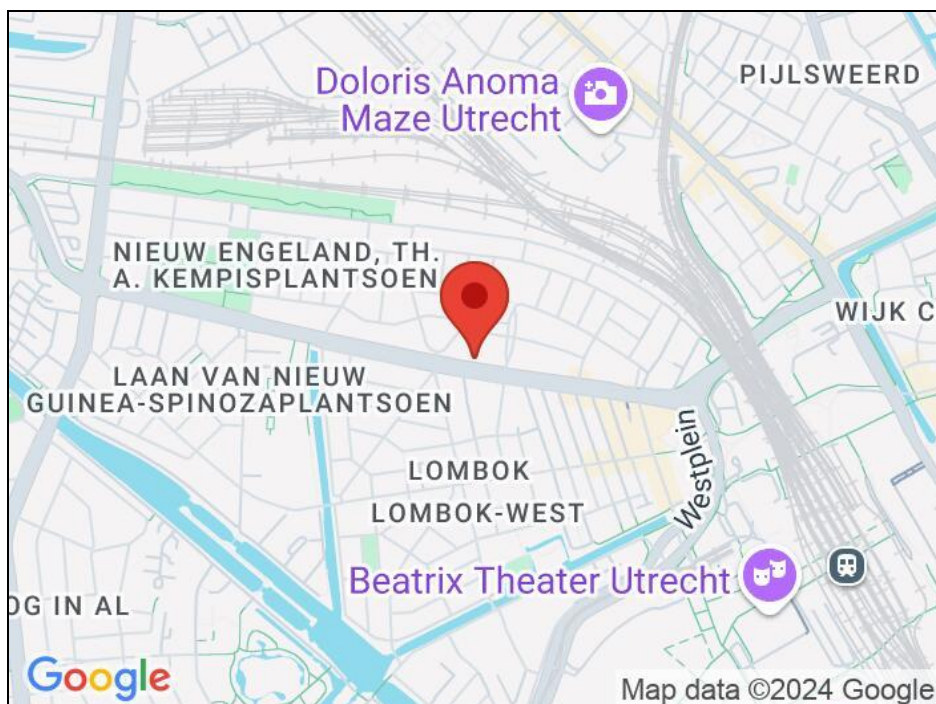 Doloris Anoma
Maze Utrecht
PIJLSWEERD
NIEUW ENGELAND, TH.
A. KEMPISPLANTSOEN
WIJK C
LAAN VAN NIEUW
GUINEA-SPINOZAPLANTSOEN
Westplein
LOMBOK
LOMBOK-WEST
Beatrix Theater Utrecht
OG IN AL
Google
Map data ©2024 Google